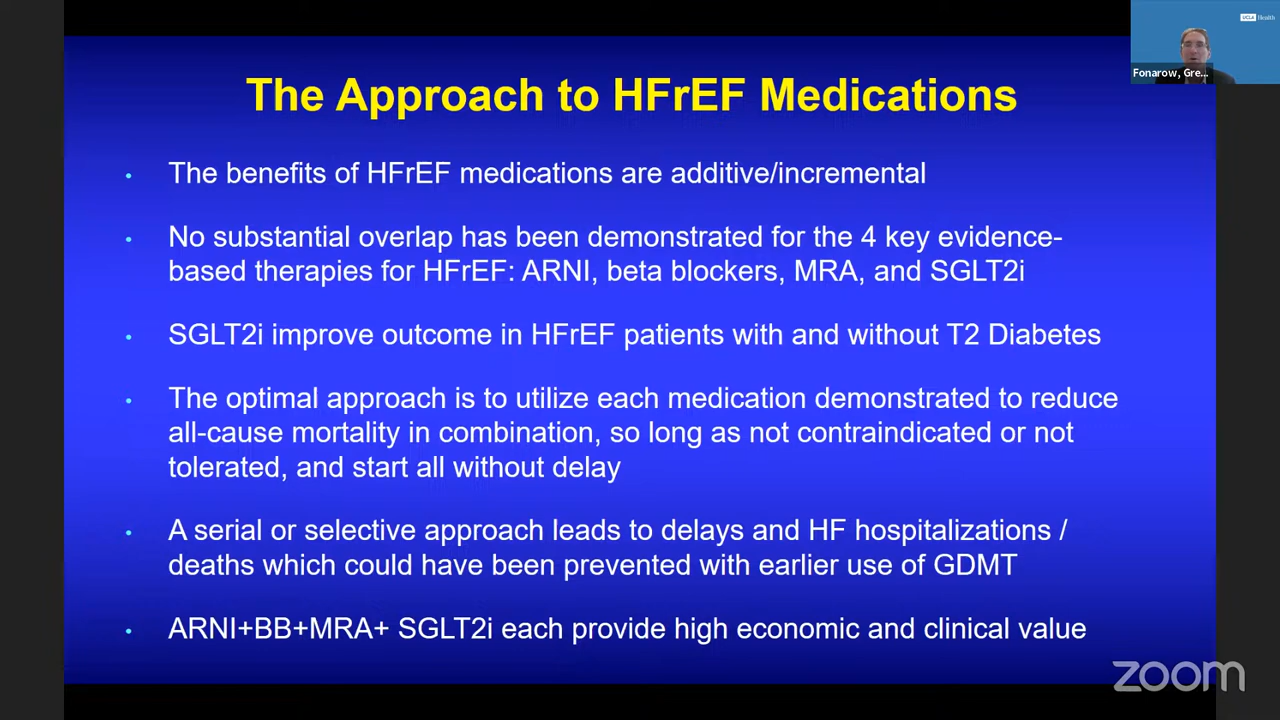 UCLA Health
Fonarow, Gre...
The Approach to HFrEF Medications
• The benefits of HFrEF medications are additive/incremental
• No substantial overlap has been demonstrated for the 4 key evidence-
based therapies for HFrEF: ARNI, beta blockers, MRA, and SGLT2i
• SGLT2i improve outcome in HFrEF patients with and without T2 Diabetes
• The optimal approach is to utilize each medication demonstrated to reduce
all-cause mortality in combination, so long as not contraindicated or not
tolerated, and start all without delay
• A serial or selective approach leads to delays and HF hospitalizations /
deaths which could have been prevented with earlier use of GDMT
• ARNI+BB+MRA+ SGLT2i each provide high economic and clinical value
zoom